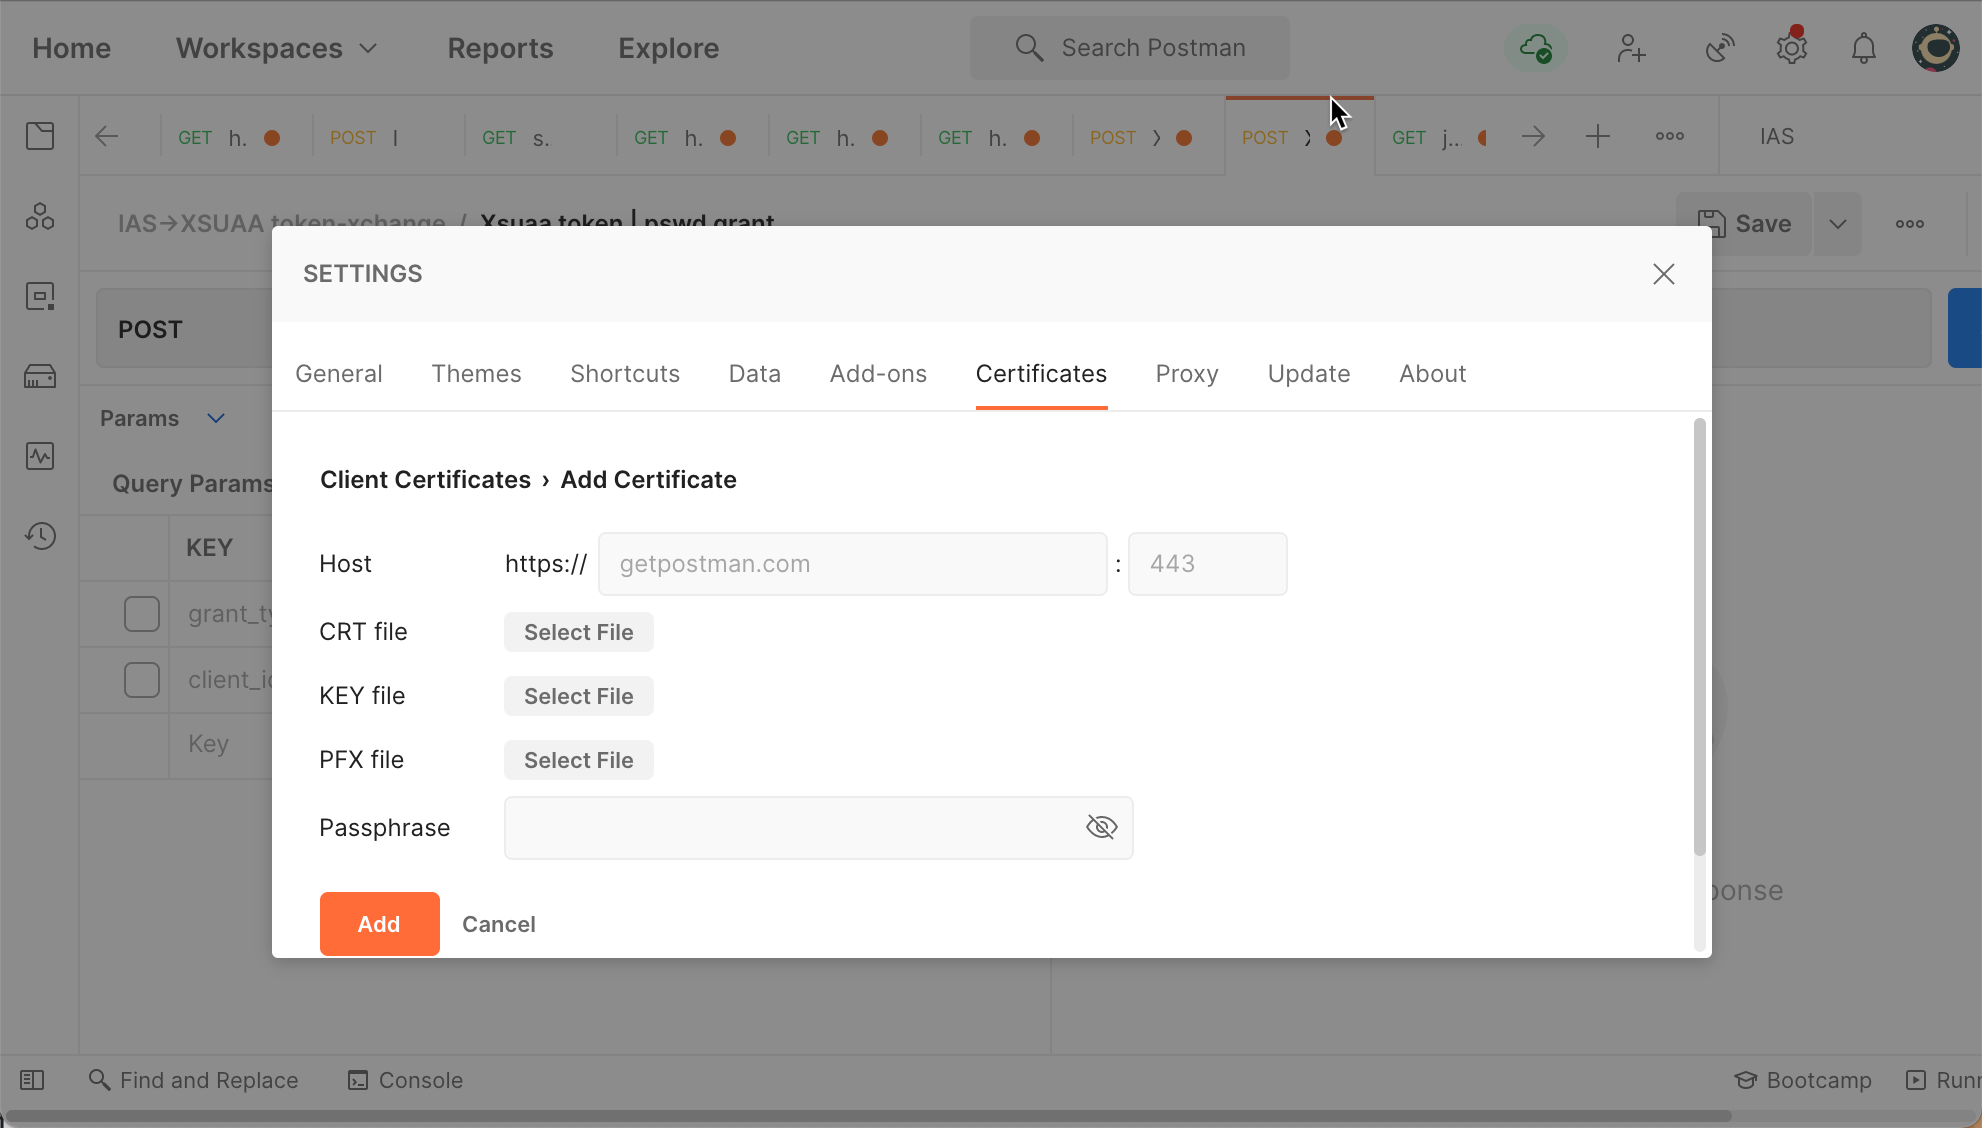 Home Workspaces Reports Explore Search Postman
GET h. POST GET s. GET h. GET h. GET h. POST POST GET j... IAS
IAS→XSUAA token-xchange / Xsuaa token | pswd grant Save
SETTINGS
POST
General Themes Shortcuts Data Add-ons Certificates Proxy Update About
Params
Client Certificates › Add Certificate
Query Params
KEY
Host https:// getpostman.com : 443
grant_ty
CRT file Select File
client_ic
KEY file Select File
Key
PFX file Select File
Passphrase
ponse
Add Cancel
Find and Replace Console Bootcamp Runn